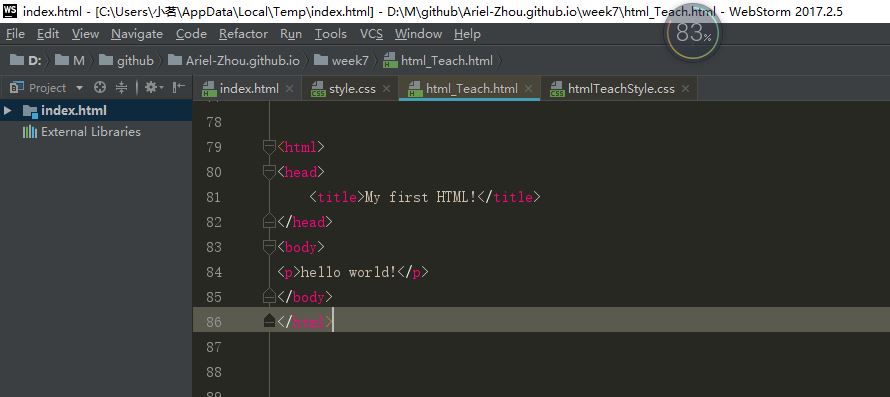 WS index.html - [C:\Users\小茗\AppData\Local\Temp\index.html] - D:\M\github\Ariel-Zhou.github.io\week7\html_Teach.html - WebStorm 2017.2.5
File Edit View Navigate Code Refactor Run Tools VCS Window Help
83%
D: M github Ariel-Zhou.github.io week7 html_Teach.html
Project
index.html style.css html_Teach.html htmlTeachStyle.css
index.html
External Libraries
78
79 <html>
80 <head>
81 <title>My first HTML!</title>
82 </head>
83 <body>
84 <p>hello world!</p>
85 </body>
86 </html>
87
88